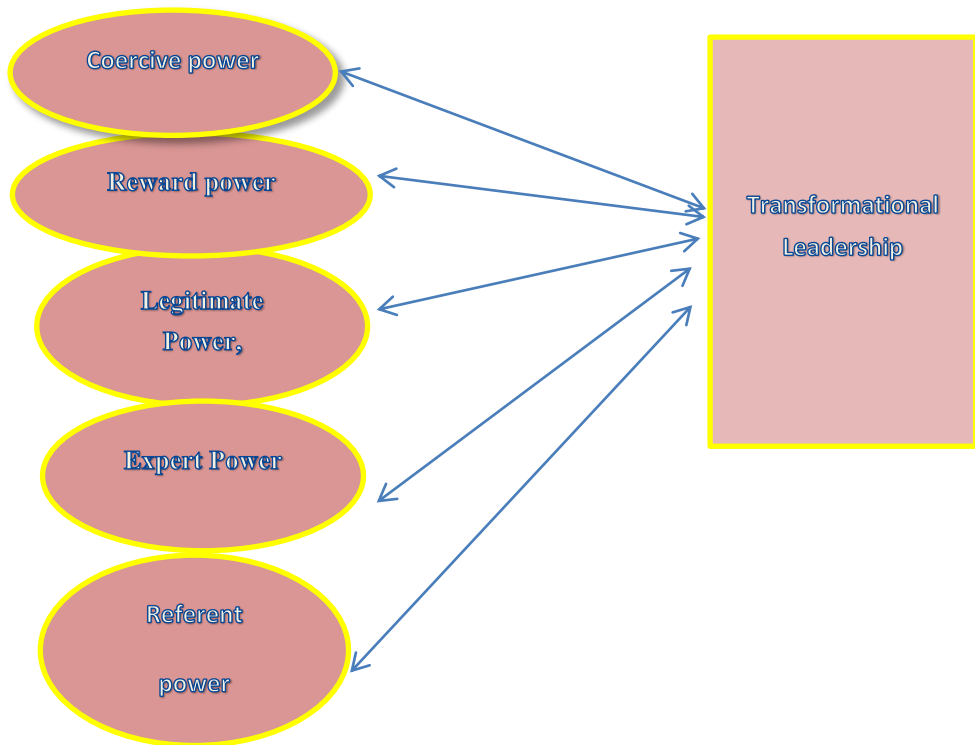 Coercive power
Reward power
Legitimate
Power,
Expert Power
Referent
power
Transformational
Leadership